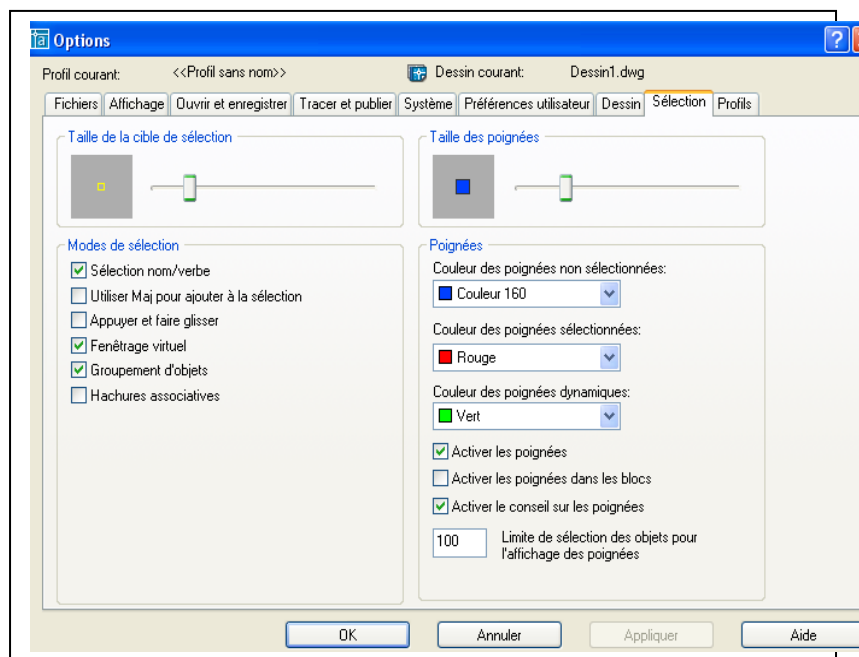 Options
Profil courant: <<Profil sans nom>> Dessin courant: Dessin1.dwg
Fichiers Affichage Ouvrir et enregistrer Tracer et publier Système Préférences utilisateur Dessin Sélection Profils
Taille de la cible de sélection
Taille des poignées
Modes de sélection
Sélection nom/verbe
Utiliser Maj pour ajouter à la sélection
Appuyer et faire glisser
Fenêtrage virtuel
Groupement d'objets
Hachures associatives
Poignées
Couleur des poignées non sélectionnées:
Couleur 160
Couleur des poignées sélectionnées:
Rouge
Couleur des poignées dynamiques:
Vert
Activer les poignées
Activer les poignées dans les blocs
Activer le conseil sur les poignées
100 Limite de sélection des objets pour
l'affichage des poignées
OK Annuler Appliquer Aide